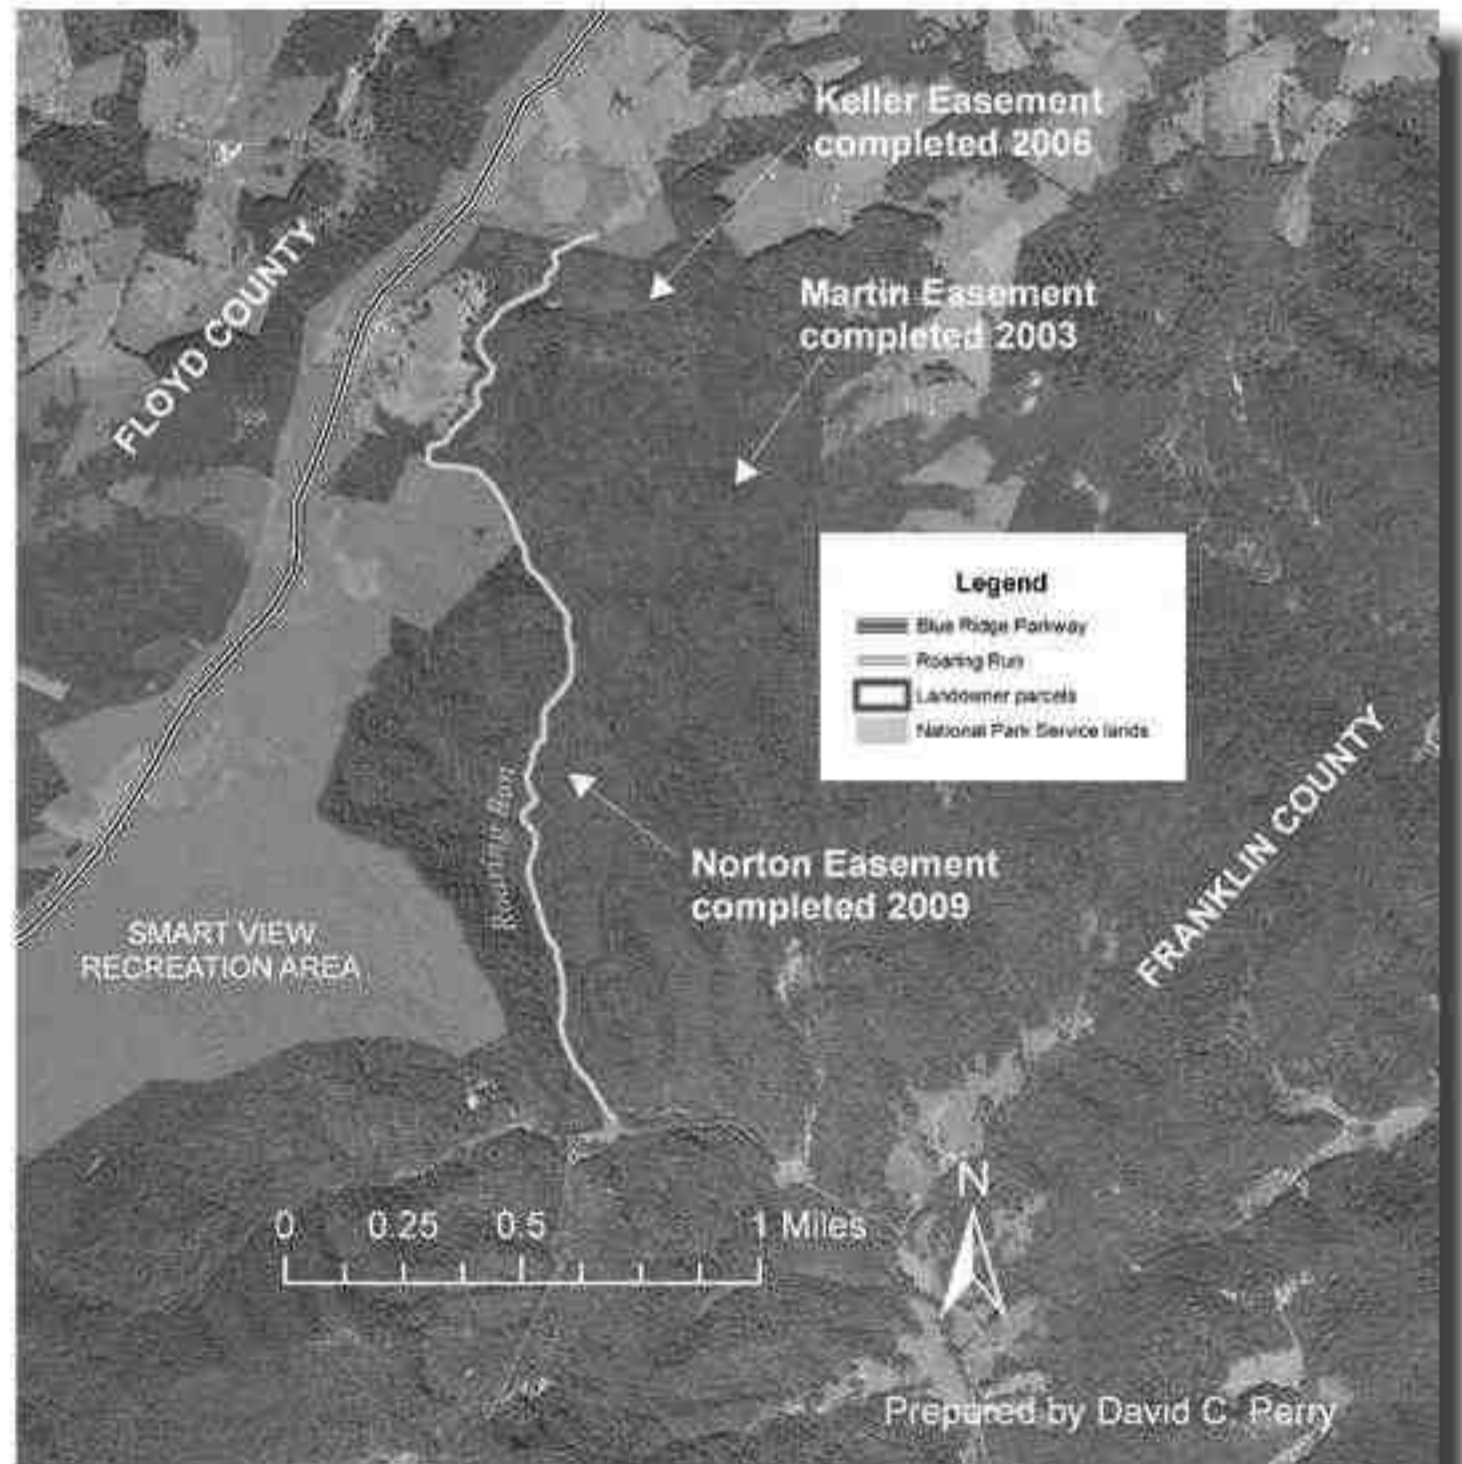 Keller Easement
completed 2006
FLOYD COUNTY
Martin Easement
completed 2003
Legend
Blue Ridge Parkway
Roaring Run
Landowner parcels
National Park Service lands
Roaring Run
Norton Easement
completed 2009
FRANKLIN COUNTY
SMART VIEW
RECREATION AREA
N
0 0.25 0.5 1 Miles
Prepared by David C. Perry